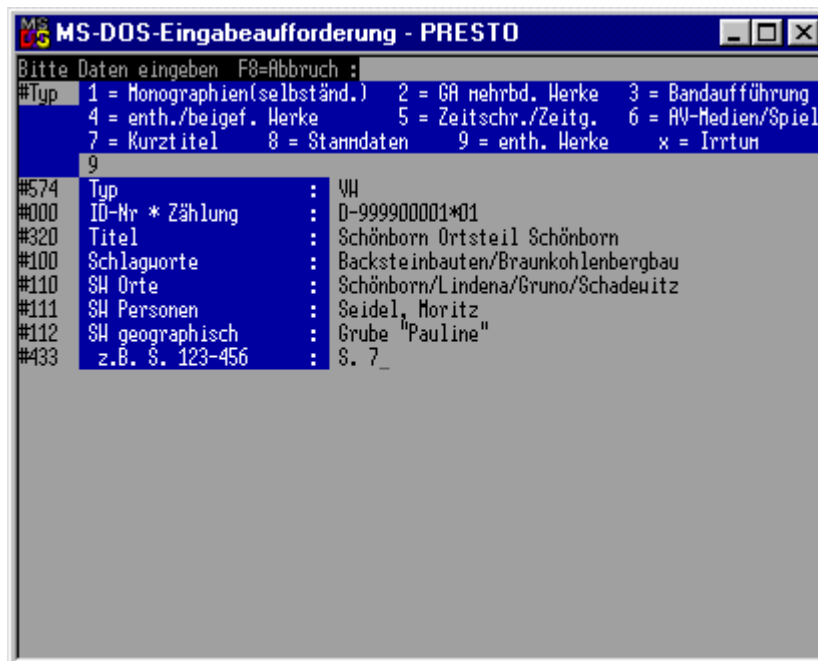 MS-DOS-Eingabeaufforderung - PRESTO
Bitte Daten eingeben F8=Abbruch :
#Typ 1 = Monographien(selbständ.) 2 = GA mehrbd. Werke 3 = Bandaufführung
4 = enth./beigef. Werke 5 = Zeitschr./Zeitg. 6 = AV-Medien/Spiel
7 = Kurztitel 8 = Stammdaten 9 = enth. Werke x = Irrtum
9
#574 Typ : VW
#000 ID-Nr * Zählung : D-999900001*01
#320 Titel : Schönborn Ortsteil Schönborn
#100 Schlagworte : Backsteinbauten/Braunkohlenbergbau
#110 SW Orte : Schönborn/Lindena/Gruno/Schadewitz
#111 SW Personen : Seidel, Moritz
#112 SW geographisch : Grube "Pauline"
#433 z.B. S. 123-456 : S. 7_